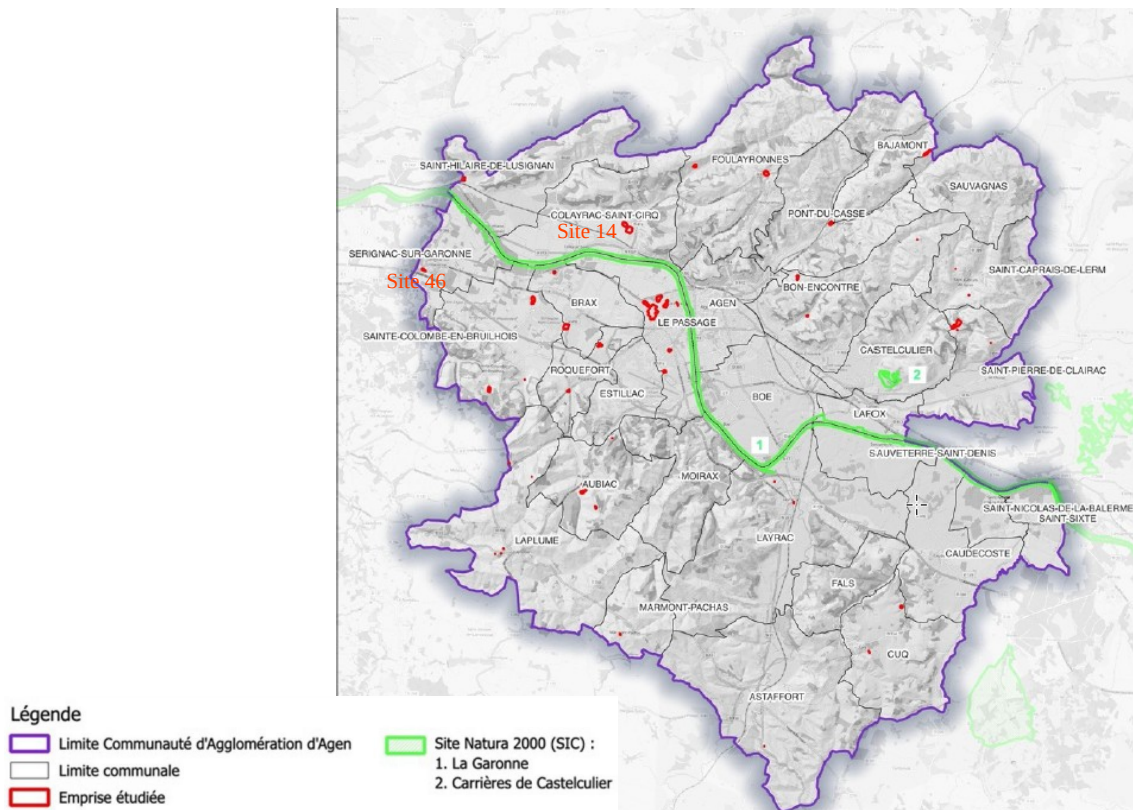 BAJAMONT
FOULAYRONNES
SAINT-HILAIRE-DE-LUSIGNAN
SAUVAGNAS
COLAYRAC-SAINT-CIRQ
PONT-DU-CASSE
Site 14
SERIGNAC-SUR-GARONNE
SAINT-CAPRAIS-DE-LERM
Site 46
BON-ENCONTRE
BRAX
AGEN
LE PASSAGE
SAINTE-COLOMBE-EN-BRUILHOIS
CASTELCULIER
ROQUEFORT
2
SAINT-PIERRE-DE-CLAIRAC
ESTILLAC
BOE
LAFOX
1
SAUVETERRE-SAINT-DENIS
MOIRAX
AUBIAC
SAINT-NICOLAS-DE-LA-BALERME
SAINT-SIXTE
LAPLUME
LAYRAC
CAUDECOSTE
FALS
MARMONT-PACHAS
CUQ
ASTAFFORT
Légende
Limite Communauté d'Agglomération d'Agen
Limite communale
Emprise étudiée
Site Natura 2000 (SIC) :
1. La Garonne
2. Carrières de Castelculier